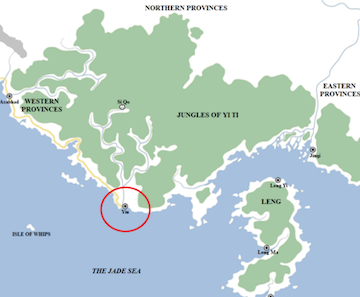 NORTHERN PROVINCES
EASTERN
PROVINCES
Asabhad
WESTERN
PROVINCES
Si Qo
JUNGLES OF YI TI
Jinqi
Leng Yi
Yin
LENG
ISLE OF WHIPS
Leng Ma
THE JADE SEA